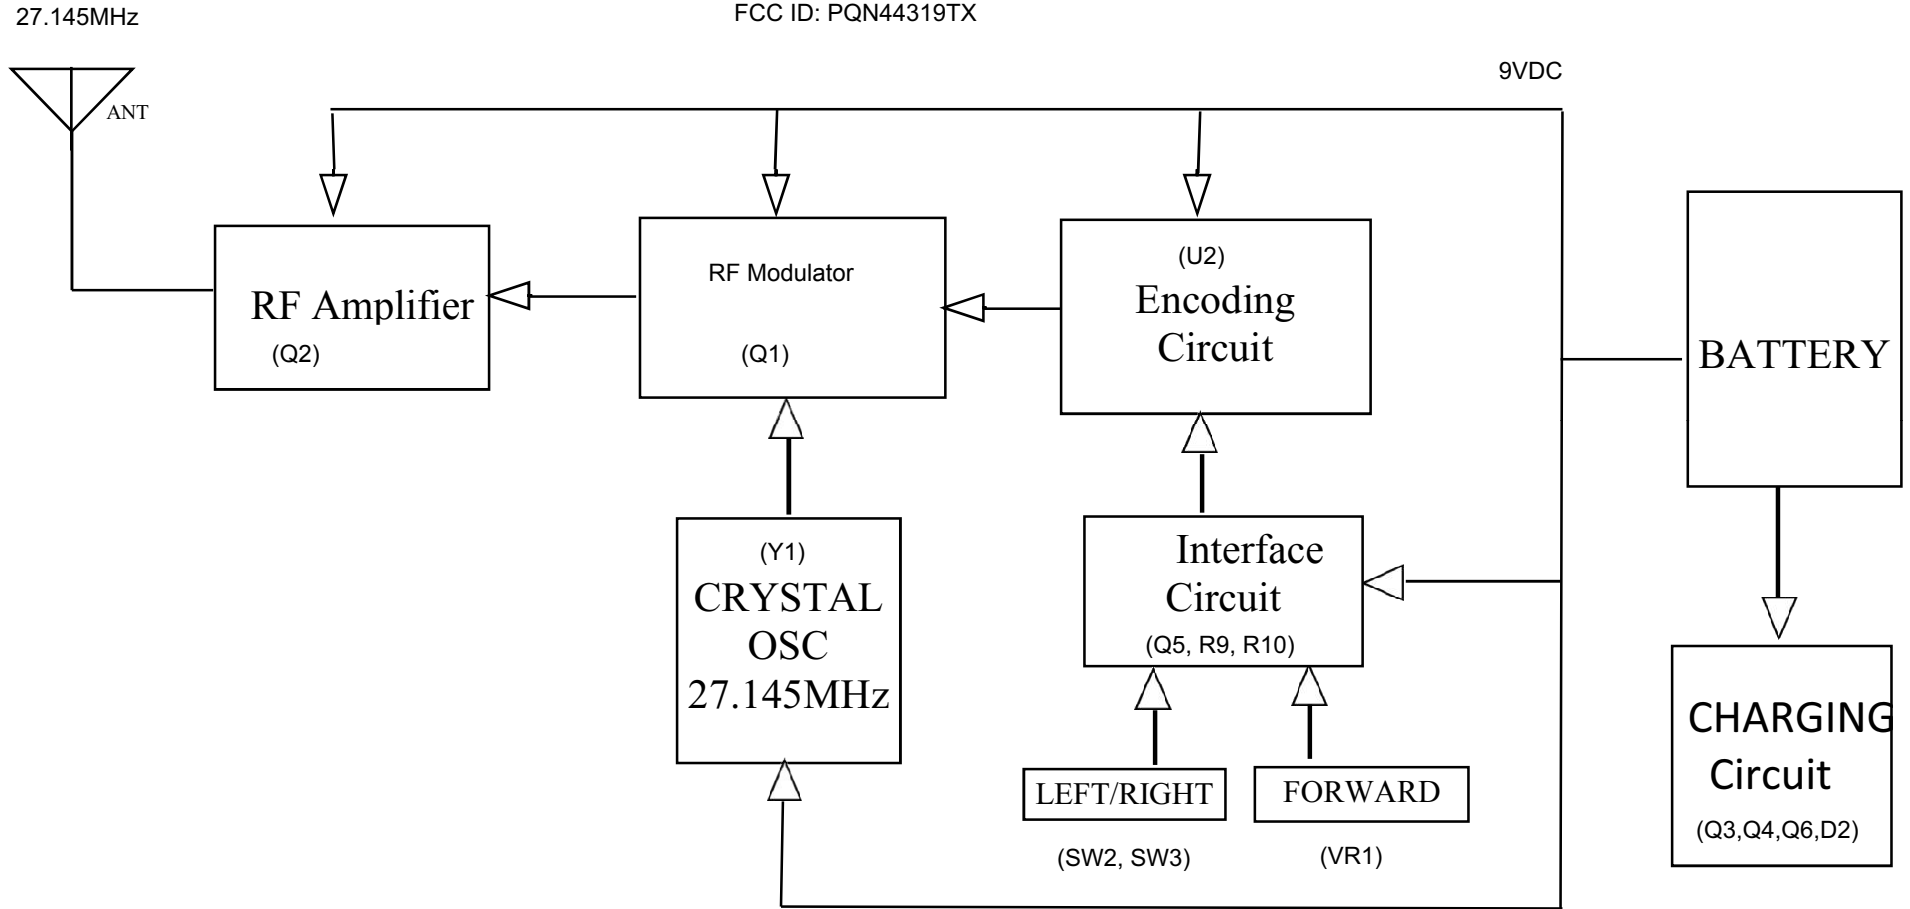 27.145MHz
FCC ID: PQN44319TX
9VDC
ANT
RF Amplifier
(Q2)
RF Modulator
(Q1)
(U2)
Encoding
Circuit
BATTERY
(Y1)
CRYSTAL
OSC
27.145MHz
Interface
Circuit
(Q5, R9, R10)
LEFT/RIGHT
(SW2, SW3)
FORWARD
(VR1)
CHARGING
Circuit
(Q3,Q4,Q6,D2)